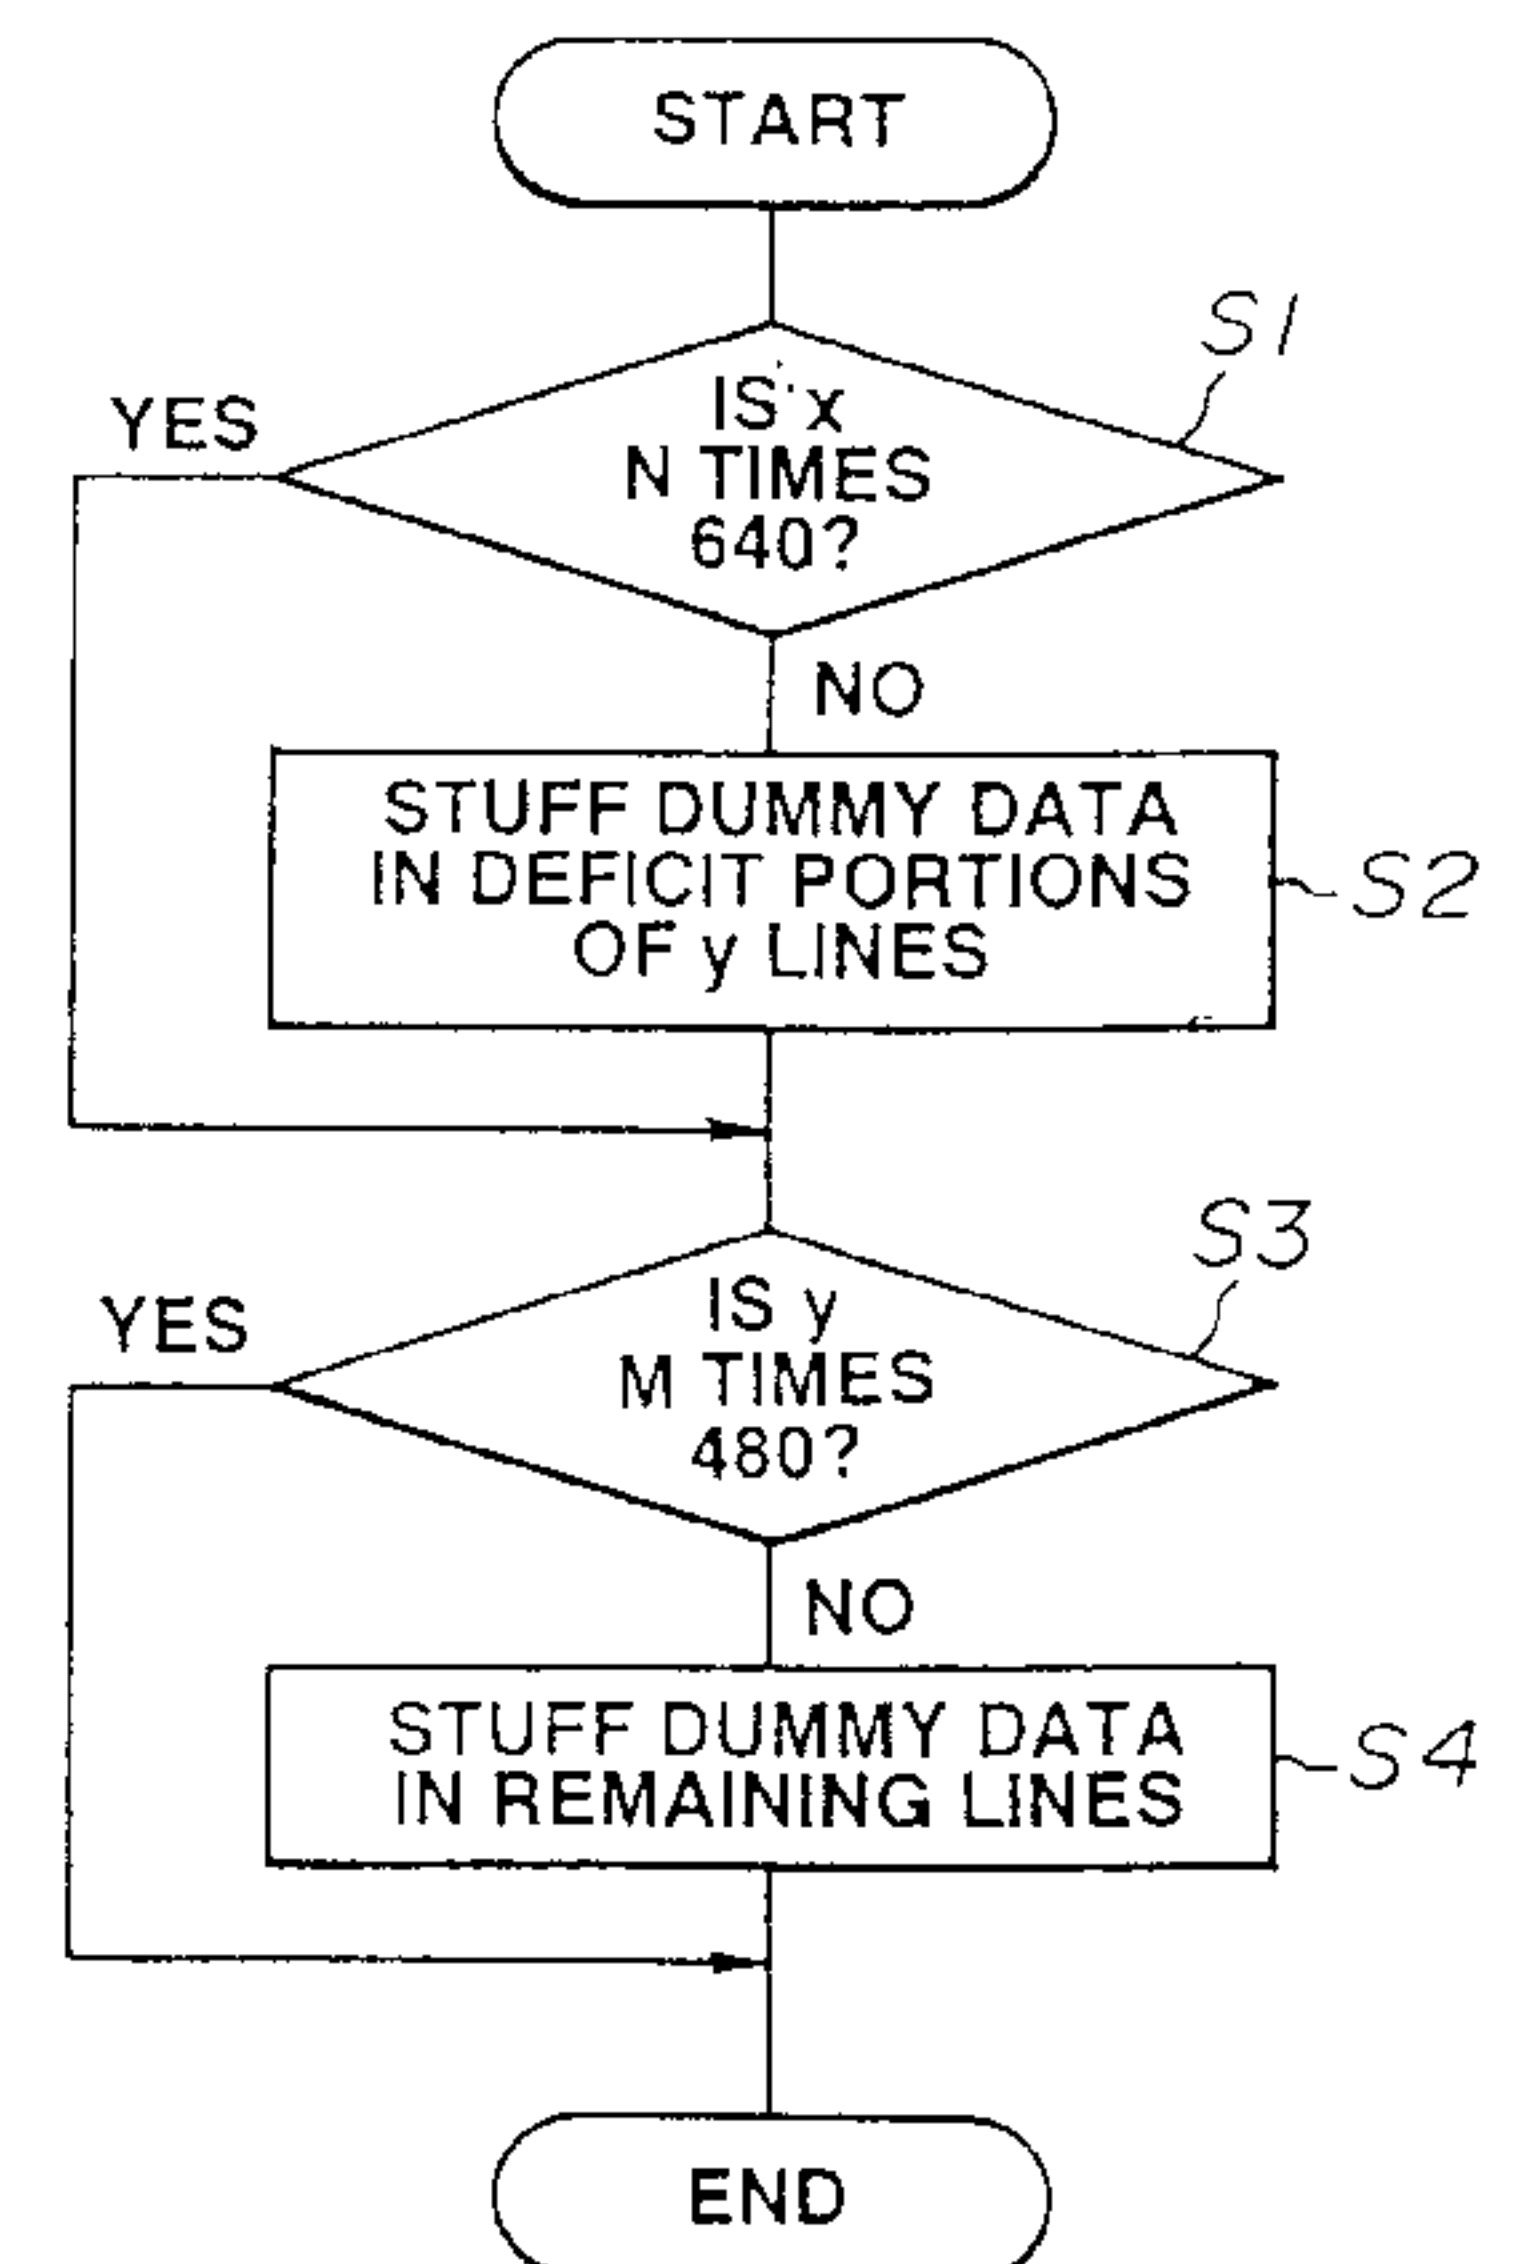 START
S1
IS x
N TIMES
640?
YES
NO
STUFF DUMMY DATA
IN DEFICIT PORTIONS
OF y LINES
S2
S3
IS y
M TIMES
480?
YES
NO
STUFF DUMMY DATA
IN REMAINING LINES
S4
END